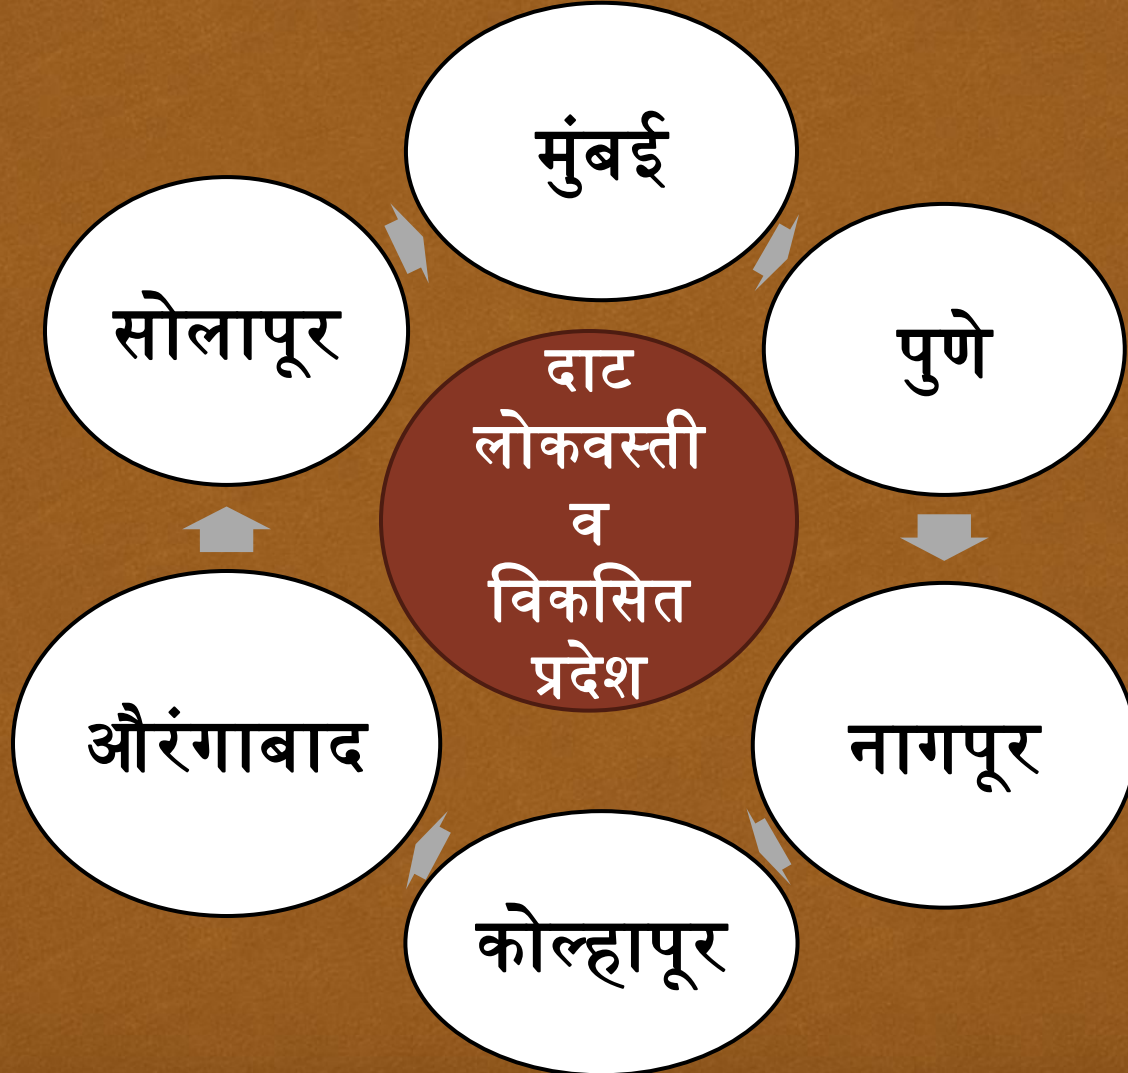 मुंबई
पुणे
नागपूर
कोल्हापूर
औरंगाबाद
सोलापूर
दाट
लोकवस्ती
व
विकसित
प्रदेश